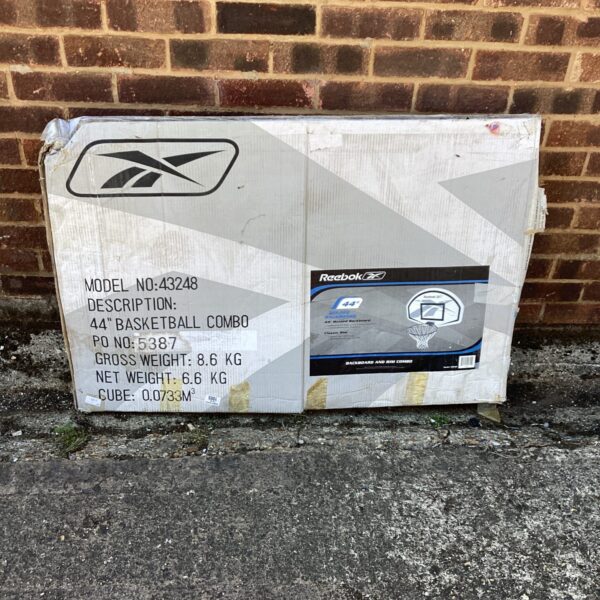 MODEL NO:43248
DESCRIPTION:
44" BASKETBALL COMBO
PO NO: 5387
GROSS WEIGHT: 8.6 KG
NET WEIGHT: 6.6 KG
CUBE: 0.0733M³
Reebok
44"
BACKBOARD AND RIM COMBO